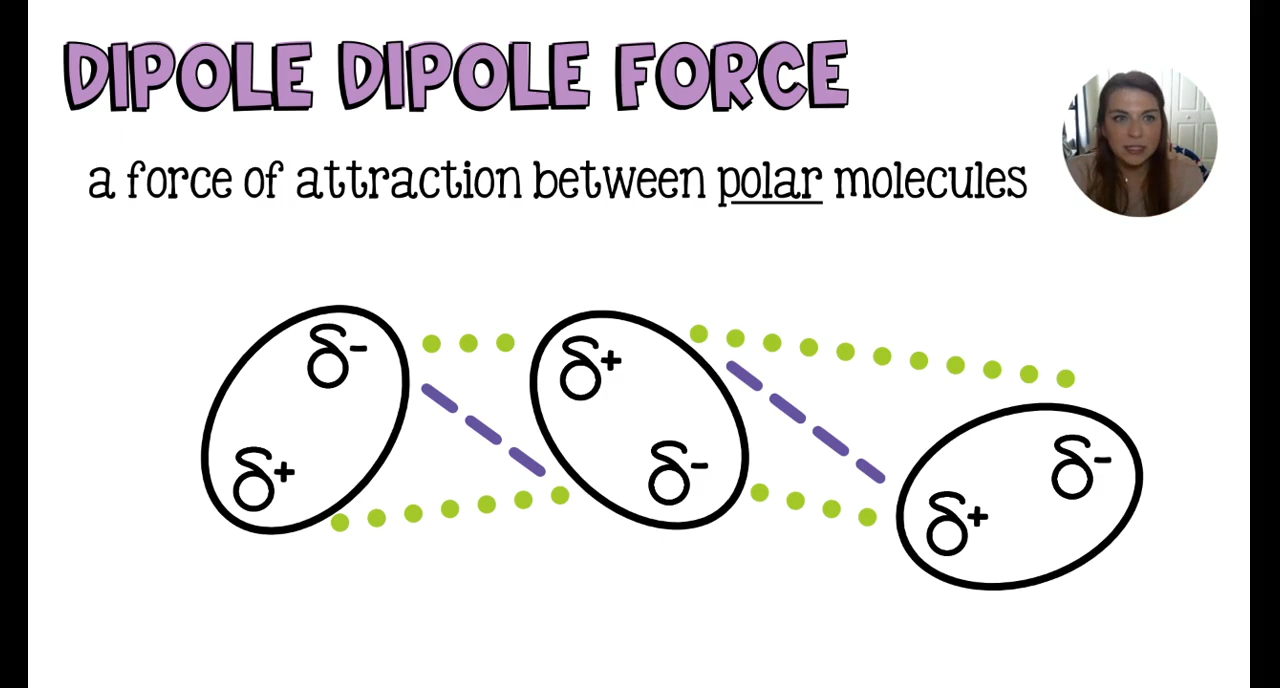 DIPOLE DIPOLE FORCE
a force of attraction between polar molecules
δ- δ+
δ+ δ- δ-
δ+